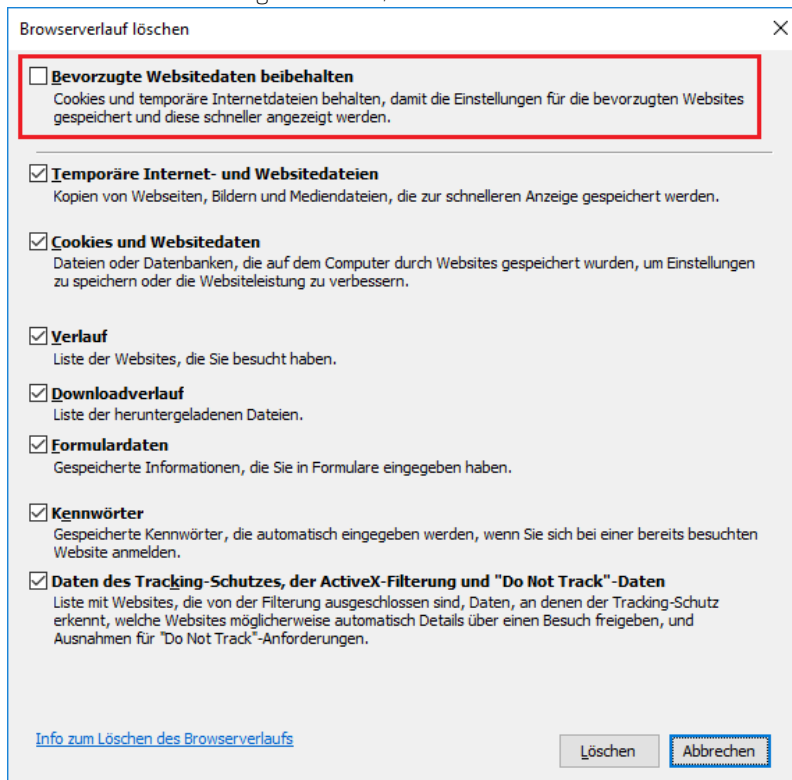 Browserverlauf löschen
Bevorzugte Websitedaten beibehalten
Cookies und temporäre Internetdateien behalten, damit die Einstellungen für die bevorzugten Websites
gespeichert und diese schneller angezeigt werden.
Temporäre Internet- und Websitedateien
Kopien von Webseiten, Bildern und Mediendateien, die zur schnelleren Anzeige gespeichert werden.
Cookies und Websitedaten
Dateien oder Datenbanken, die auf dem Computer durch Websites gespeichert wurden, um Einstellungen
zu speichern oder die Websiteleistung zu verbessern.
Verlauf
Liste der Websites, die Sie besucht haben.
Downloadverlauf
Liste der heruntergeladenen Dateien.
Formulardaten
Gespeicherte Informationen, die Sie in Formulare eingegeben haben.
Kennwörter
Gespeicherte Kennwörter, die automatisch eingegeben werden, wenn Sie sich bei einer bereits besuchten
Website anmelden.
Daten des Tracking-Schutzes, der ActiveX-Filterung und "Do Not Track"-Daten
Liste mit Websites, die von der Filterung ausgeschlossen sind, Daten, an denen der Tracking-Schutz
erkennt, welche Websites möglicherweise automatisch Details über einen Besuch freigeben, und
Ausnahmen für "Do Not Track"-Anforderungen.
Info zum Löschen des Browserverlaufs
Löschen
Abbrechen